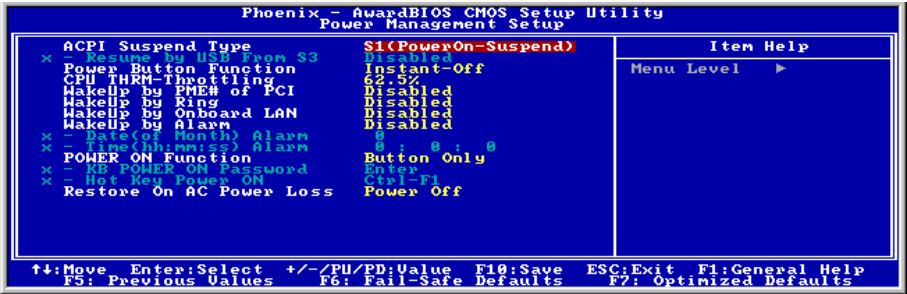 Phoenix - AwardBIOS CMOS Setup Utility
Power Management Setup
ACPI Suspend Type S1(PowerOn-Suspend) Item Help
x - Resume by USB From S3 Disabled
Power Button Function Instant-Off Menu Level ►
CPU THRM-Throttling 62.5%
WakeUp by PME# of PCI Disabled
WakeUp by Ring Disabled
WakeUp by Onboard LAN Disabled
WakeUp by Alarm Disabled
x - Date(of Month) Alarm 0
x - Time(hh:mm:ss) Alarm 0 : 0 : 0
POWER ON Function Button Only
x - KB POWER ON Password Enter
x - Hot Key Power ON Ctrl-F1
Restore On AC Power Loss Power Off
↑↓:Move Enter:Select +/-/PU/PD:Value F10:Save ESC:Exit F1:General Help
F5: Previous Values F6: Fail-Safe Defaults F7: Optimized Defaults